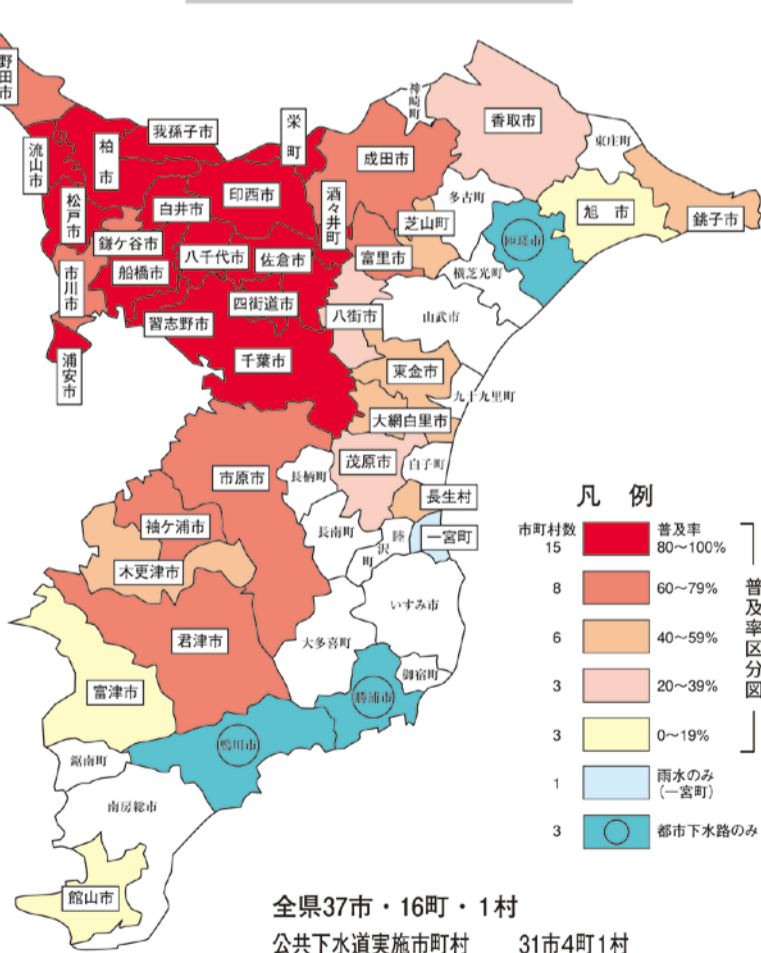 野田市
流山市
柏市
我孫子市
栄町
神崎町
香取市
東庄町
銚子市
成田市
印西市
白井市
松戸市
酒々井町
多古町
芝山町
旭市
匝瑳市
鎌ケ谷市
八千代市
佐倉市
富里市
船橋市
市川市
横芝光町
四街道市
八街市
山武市
習志野市
千葉市
浦安市
東金市
九十九里町
大網白里市
茂原市
白子町
市原市
長柄町
長生村
袖ケ浦市
長南町
睦沢町
一宮町
木更津市
いすみ市
君津市
大多喜町
御宿町
富津市
勝浦市
鴨川市
鋸南町
南房総市
館山市
凡 例
市町村数 普及率
15 80～100%
8 60～79%
6 40～59%
3 20～39%
3 0～19%
1 雨水のみ
(一宮町)
3 都市下水路のみ
普及率区分図
全県37市・16町・1村
公共下水道実施市町村 31市4町1村